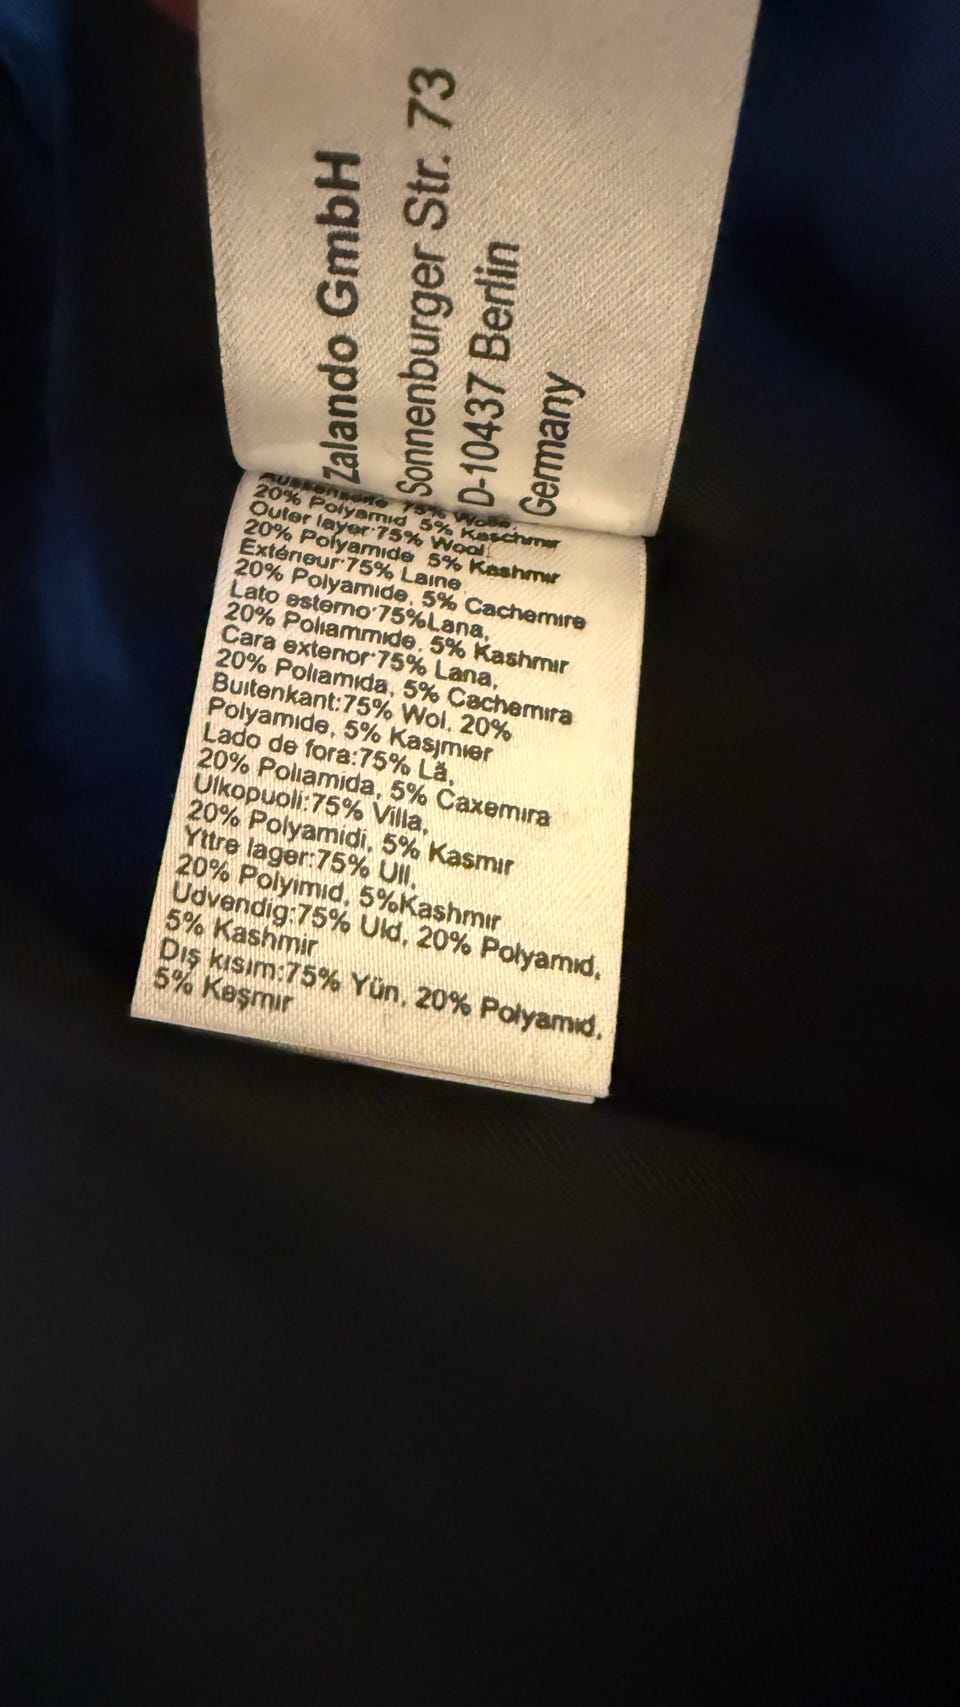 Zalando GmbH
Sonnenburger Str. 73
D-10437 Berlin
Germany
Aussenseite 75% Wolle,
20% Polyamid 5% Kaschmir
Outer layer:75% Wool
20% Polyamide 5% Kashmir
Extérieur:75% Laine
20% Polyamide, 5% Cachemire
Lato esterno:75%Lana,
20% Poliammide, 5% Kashmir
Cara exterior:75% Lana,
20% Poliamida, 5% Cachemira
Buitenkant:75% Wol, 20%
Polyamide, 5% Kasjmier
Lado de fora:75% Lã,
20% Poliamida, 5% Caxemira
Ulkopuoli:75% Villa,
20% Polyamidi, 5% Kasmir
Yttre lager:75% Ull,
20% Polyimid, 5%Kashmir
Udvendig:75% Uld, 20% Polyamid,
5% Kashmir
Dış kısım:75% Yün, 20% Polyamid,
5% Keşmir